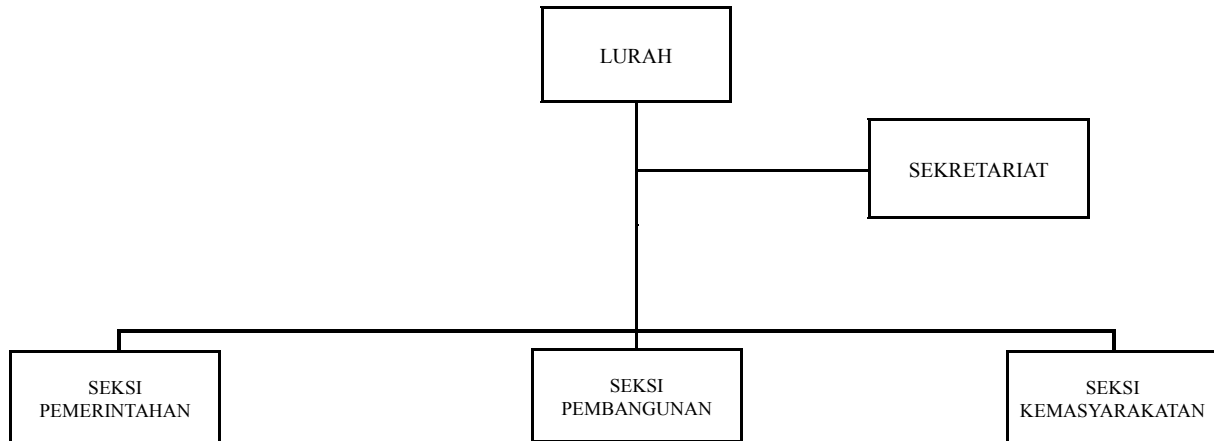 LURAH
SEKRETARIAT
SEKSI
PEMERINTAHAN
SEKSI
PEMBANGUNAN
SEKSI
KEMASYARAKATAN